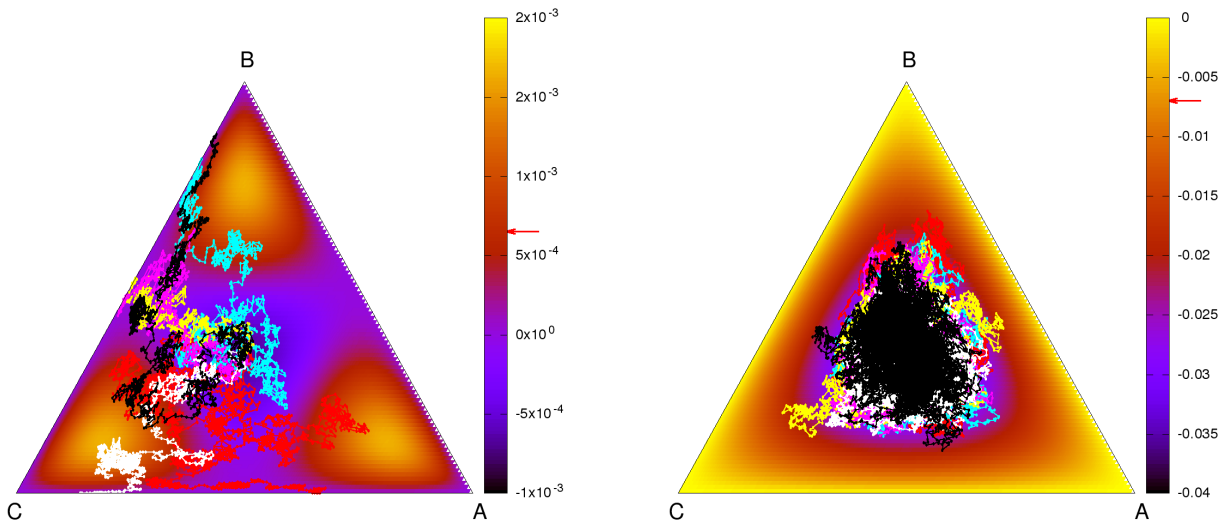 B
C
A
2x10⁻³
2x10⁻³
1x10⁻³
5x10⁻⁴
0x10⁰
-5x10⁻⁴
-1x10⁻³
B
C
A
0
-0.005
-0.01
-0.015
-0.02
-0.025
-0.03
-0.035
-0.04